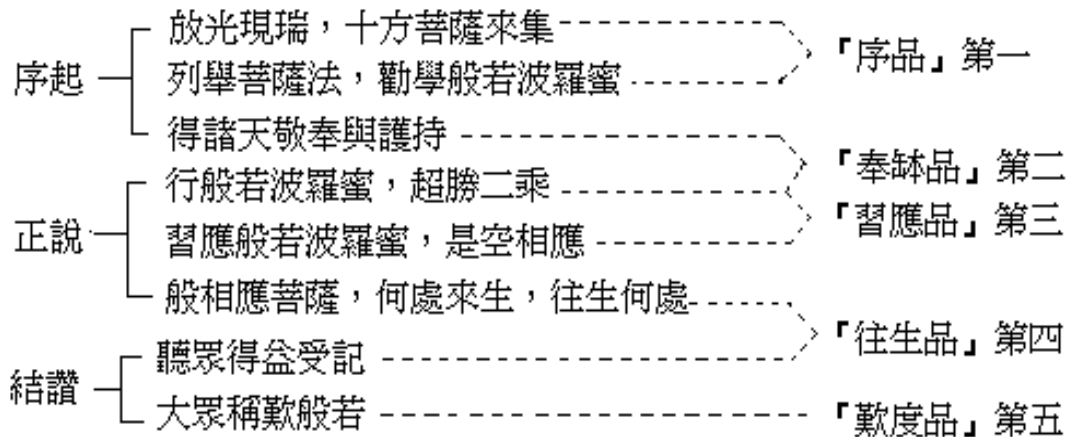 序起
放光現瑞，十方菩薩來集
列舉菩薩法，勸學般若波羅蜜
得諸天敬奉與護持
正說
行般若波羅蜜，超勝二乘
習應般若波羅蜜，是空相應
般相應菩薩，何處來生，往生何處
結讚
聽眾得益受記
大眾稱歎般若
『序品』第一
『奉缽品』第二
『習應品』第三
『往生品』第四
『歎度品』第五